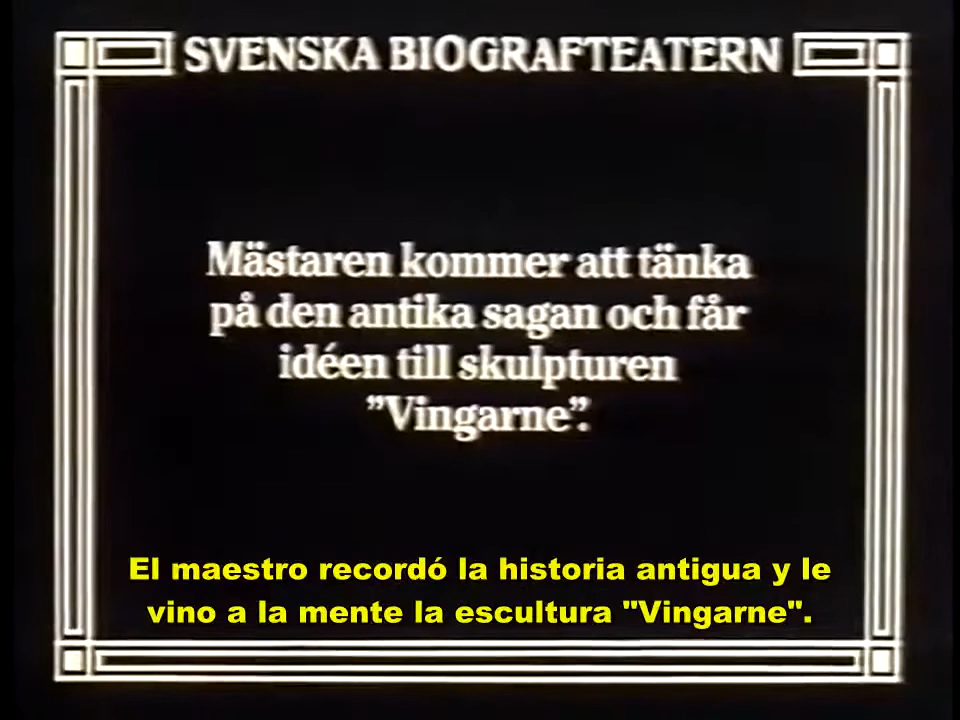 SVENSKA BIOGRAFTEATERN
Mästaren kommer att tänka
på den antika sagan och får
idéen till skulpturen
”Vingarne”.
El maestro recordó la historia antigua y le
vino a la mente la escultura "Vingarne".